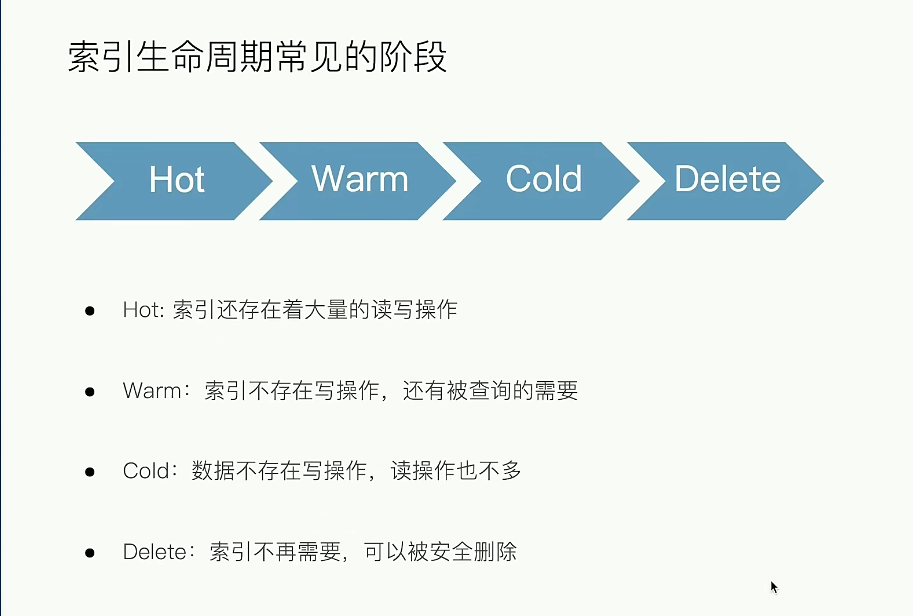 索引生命周期常见的阶段
Hot Warm Cold Delete
Hot: 索引还存在着大量的读写操作
Warm：索引不存在写操作，还有被查询的需要
Cold：数据不存在写操作，读操作也不多
Delete：索引不再需要，可以被安全删除